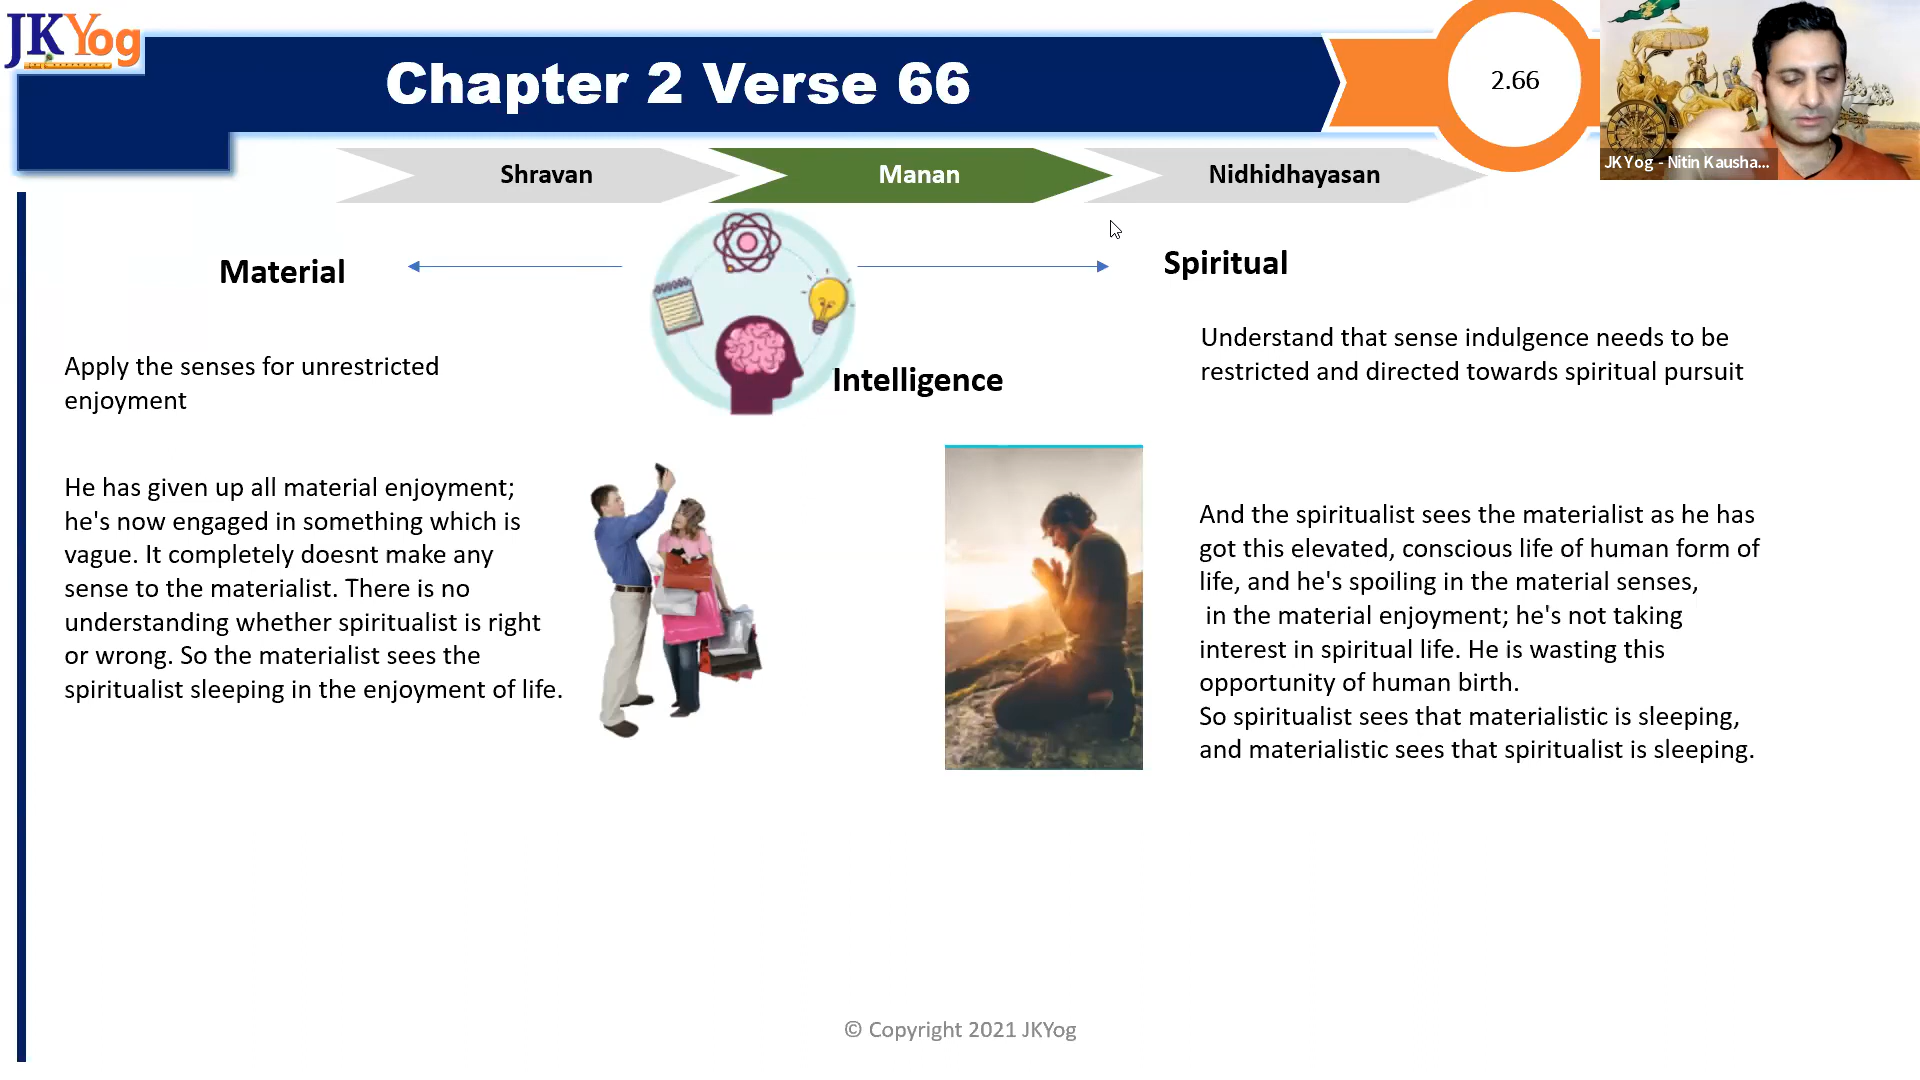 JKYog
Chapter 2 Verse 66
2.66
JK Yog - Nitin Kausha...
Shravan
Manan
Nidhidhayasan
Material
Spiritual
Intelligence
Apply the senses for unrestricted
enjoyment
Understand that sense indulgence needs to be
restricted and directed towards spiritual pursuit
He has given up all material enjoyment;
he's now engaged in something which is
vague. It completely doesnt make any
sense to the materialist. There is no
understanding whether spiritualist is right
or wrong. So the materialist sees the
spiritualist sleeping in the enjoyment of life.
And the spiritualist sees the materialist as he has
got this elevated, conscious life of human form of
life, and he's spoiling in the material senses,
in the material enjoyment; he's not taking
interest in spiritual life. He is wasting this
opportunity of human birth.
So spiritualist sees that materialistic is sleeping,
and materialistic sees that spiritualist is sleeping.
© Copyright 2021 JKYog